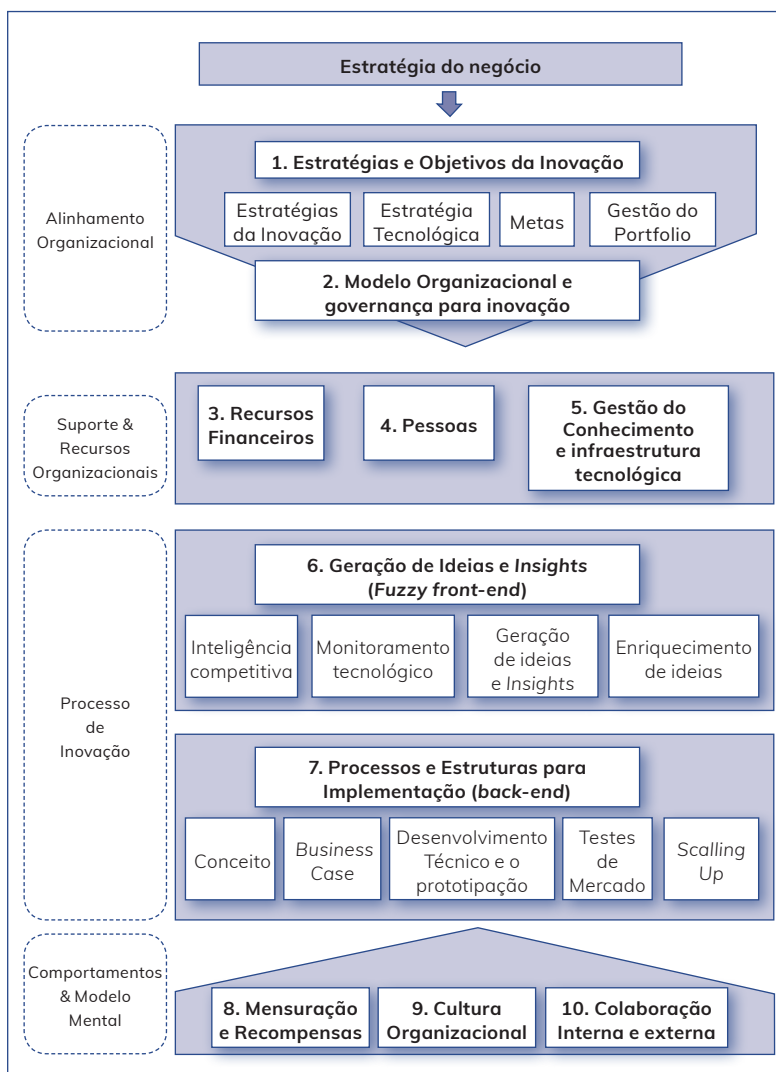 Estratégia do negócio
Alinhamento
Organizacional
1. Estratégias e Objetivos da Inovação
Estratégias
da Inovação
Estratégia
Tecnológica
Metas
Gestão do
Portfolio
2. Modelo Organizacional e
governança para inovação
Suporte &
Recursos
Organizacionais
3. Recursos
Financeiros
4. Pessoas
5. Gestão do
Conhecimento
e infraestrutura
tecnológica
Processo
de
Inovação
6. Geração de Ideias e Insights
(Fuzzy front-end)
Inteligência
competitiva
Monitoramento
tecnológico
Geração
de ideias
e Insights
Enriquecimento
de ideias
7. Processos e Estruturas para
Implementação (back-end)
Conceito
Business
Case
Desenvolvimento
Técnico e o
prototipação
Testes
de
Mercado
Scalling
Up
Comportamentos
& Modelo
Mental
8. Mensuração
e Recompensas
9. Cultura
Organizacional
10. Colaboração
Interna e externa